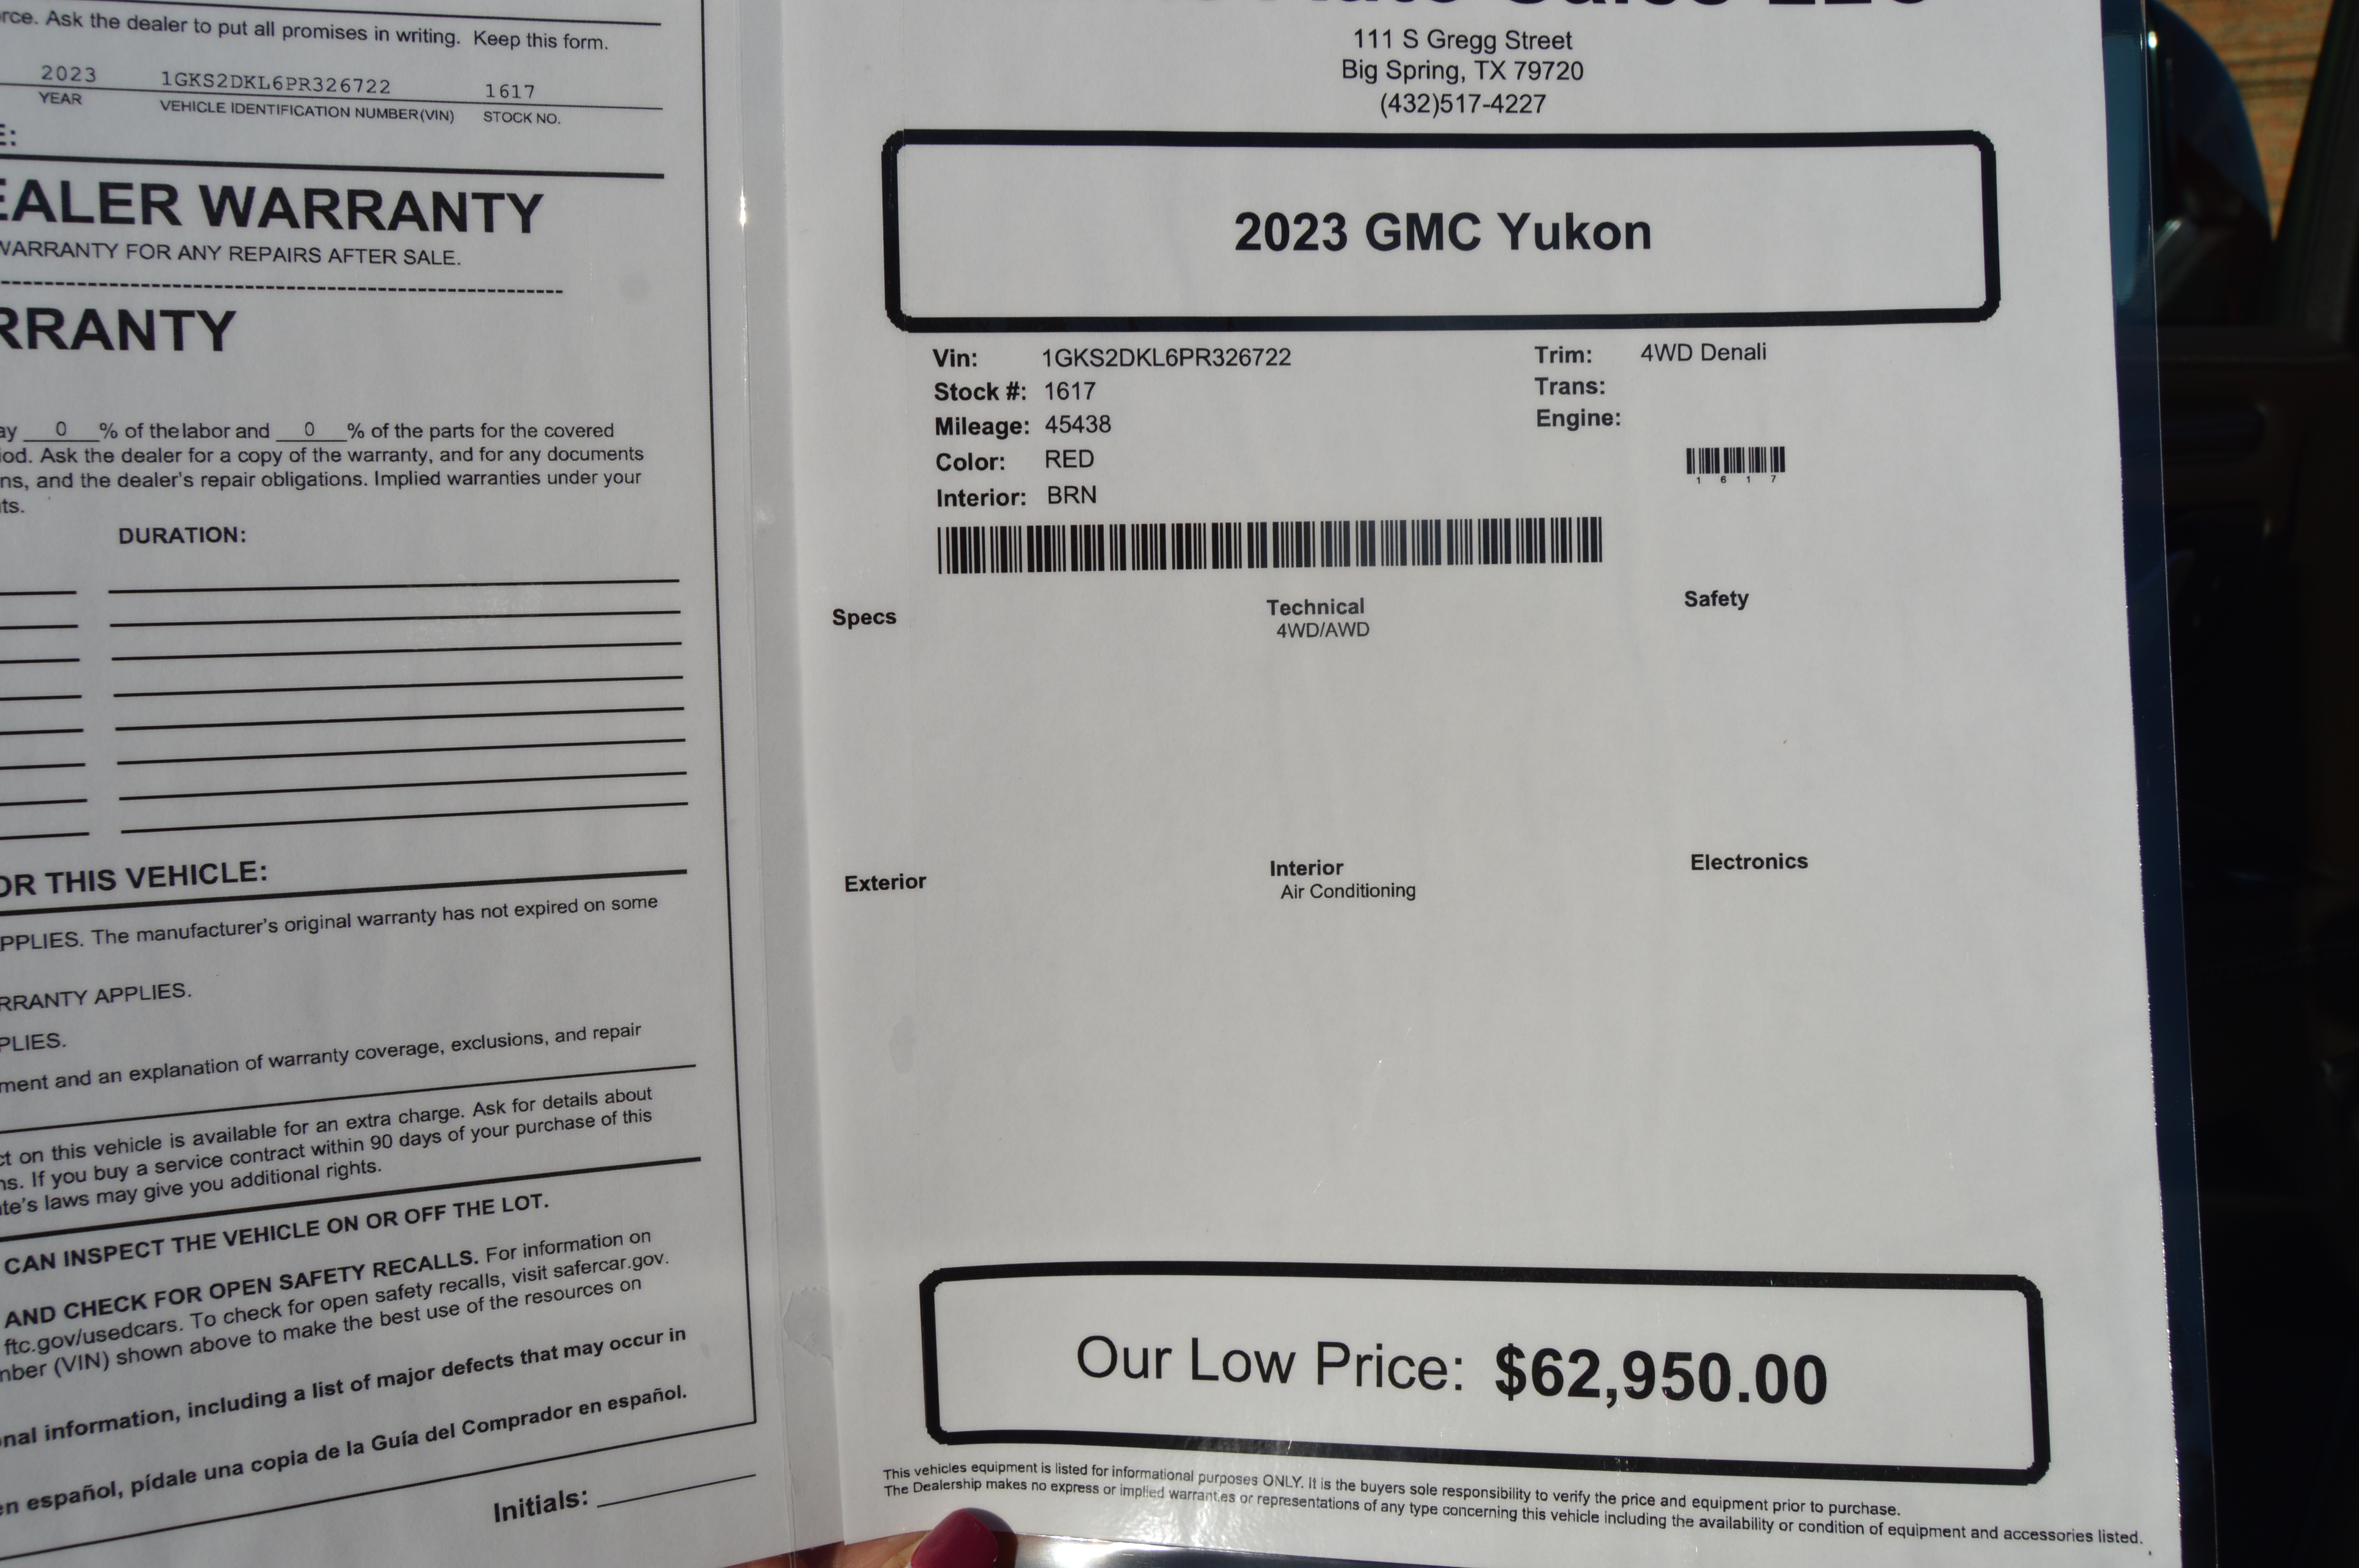 rce. Ask the dealer to put all promises in writing. Keep this form.
2023 1GKS2DKL6PR326722 1617
YEAR VEHICLE IDENTIFICATION NUMBER(VIN) STOCK NO.
E:
EALER WARRANTY
WARRANTY FOR ANY REPAIRS AFTER SALE.
RRANTY
ay 0 % of the labor and 0 % of the parts for the covered
iod. Ask the dealer for a copy of the warranty, and for any documents
ns, and the dealer's repair obligations. Implied warranties under your
ts.
DURATION:
OR THIS VEHICLE:
PPLIES. The manufacturer's original warranty has not expired on some
RRANTY APPLIES.
PLIES.
ment and an explanation of warranty coverage, exclusions, and repair
ct on this vehicle is available for an extra charge. Ask for details about
ns. If you buy a service contract within 90 days of your purchase of this
te's laws may give you additional rights.
CAN INSPECT THE VEHICLE ON OR OFF THE LOT.
AND CHECK FOR OPEN SAFETY RECALLS. For information on
ftc.gov/usedcars. To check for open safety recalls, visit safercar.gov.
nber (VIN) shown above to make the best use of the resources on
onal information, including a list of major defects that may occur in
en español, pídale una copia de la Guía del Comprador en español.
Initials:
Auto Sales LLC
111 S Gregg Street
Big Spring, TX 79720
(432)517-4227
2023 GMC Yukon
Vin: 1GKS2DKL6PR326722 Trim: 4WD Denali
Stock #: 1617 Trans:
Mileage: 45438 Engine:
Color: RED
1617
Interior: BRN
Specs Technical Safety
4WD/AWD
Exterior Interior Electronics
Air Conditioning
Our Low Price: $62,950.00
This vehicles equipment is listed for informational purposes ONLY. It is the buyers sole responsibility to verify the price and equipment prior to purchase.
The Dealership makes no express or implied warranties or representations of any type concerning this vehicle including the availability or condition of equipment and accessories listed.